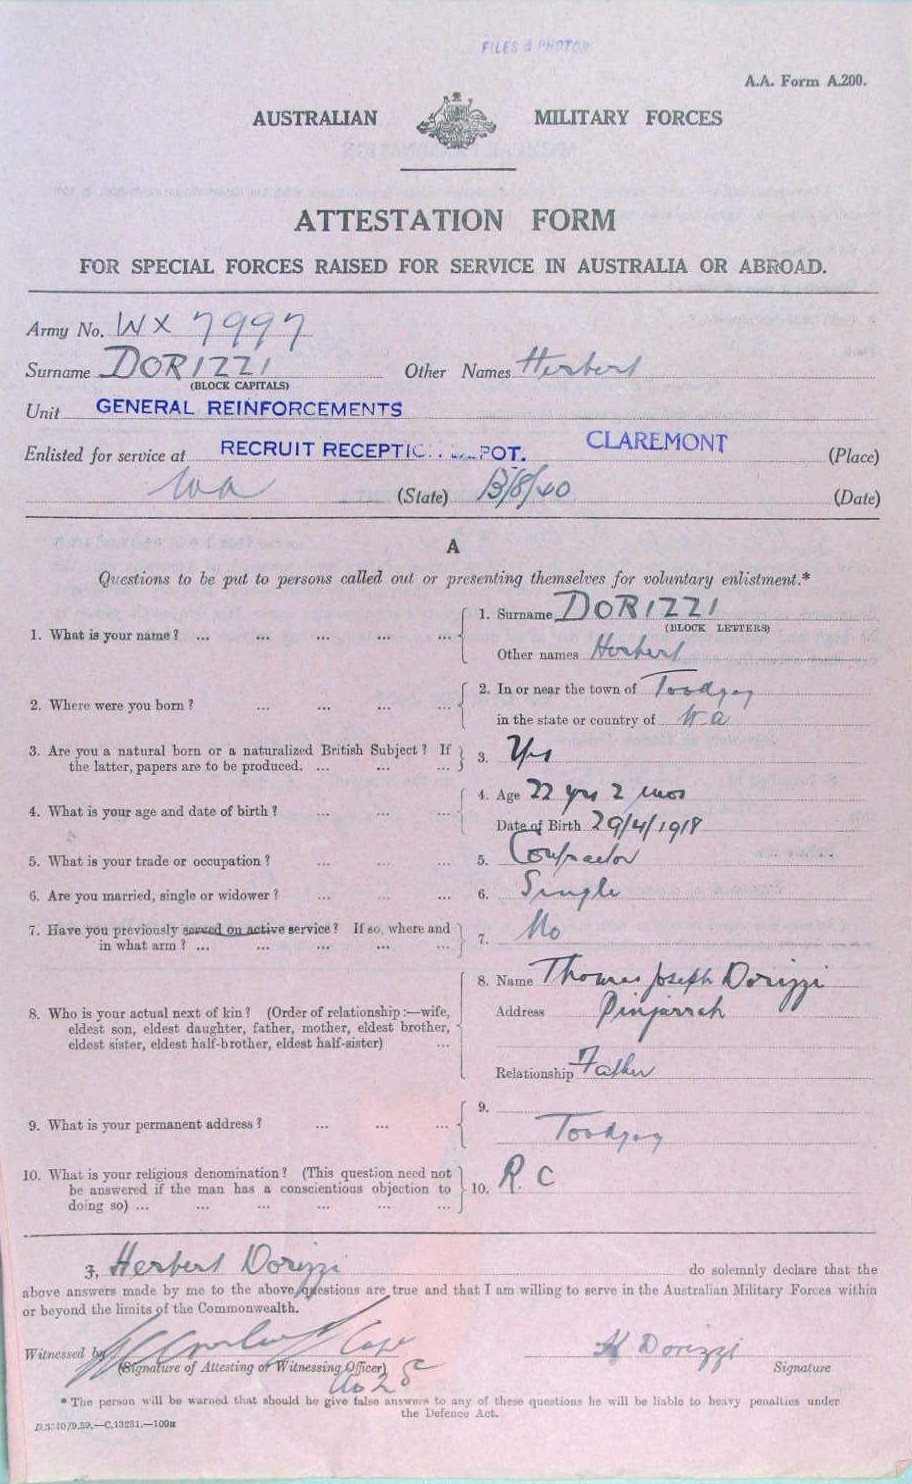 FILES & PHOTOS
A.A. Form A.200.
AUSTRALIAN MILITARY FORCES
ATTESTATION FORM
FOR SPECIAL FORCES RAISED FOR SERVICE IN AUSTRALIA OR ABROAD.
Army No. WX 7997
Surname DORIZZI Other Names Herbert
(BLOCK CAPITALS)
Unit GENERAL REINFORCEMENTS
Enlisted for service at RECRUIT RECEPTIC POT. CLAREMONT (Place)
WA (State) 13/8/40 (Date)
A
Questions to be put to persons called out or presenting themselves for voluntary enlistment.*
1. What is your name? ... ... ... ... 1. Surname DORIZZI
(BLOCK LETTERS)
Other names Herbert
2. Where were you born? ... ... ... 2. In or near the town of Toodyay
in the state or country of W A
3. Are you a natural born or a naturalized British Subject? If
the latter, papers are to be produced. ... ... ... 3. Yes
4. What is your age and date of birth? ... ... 4. Age 22 yrs 2 mos
Date of Birth 29/4/1918
5. What is your trade or occupation? ... ... ... 5. Contractor
6. Are you married, single or widower? ... ... ... 6. Single
7. Have you previously served on active service? If so, where and
in what arm? ... ... ... ... ... 7. No
8. Who is your actual next of kin? (Order of relationship:—wife,
eldest son, eldest daughter, father, mother, eldest brother,
eldest sister, eldest half-brother, eldest half-sister) ...
8. Name Thomas Joseph Dorizzi
Address Pinjarrah
Relationship Father
9. What is your permanent address? ... ... ... 9.
Toodyay
10. What is your religious denomination? (This question need not
be answered if the man has a conscientious objection to
doing so) ... ... ... ... ... 10. R. C
I, Herbert Dorizzi do solemnly declare that the
above answers made by me to the above questions are true and that I am willing to serve in the Australian Military Forces within
or beyond the limits of the Commonwealth.
Witnessed by Capt H Dorizzi
(Signature of Attesting or Witnessing Officer) Signature
* The person will be warned that should he give false answers to any of these questions he will be liable to heavy penalties under
the Defence Act.